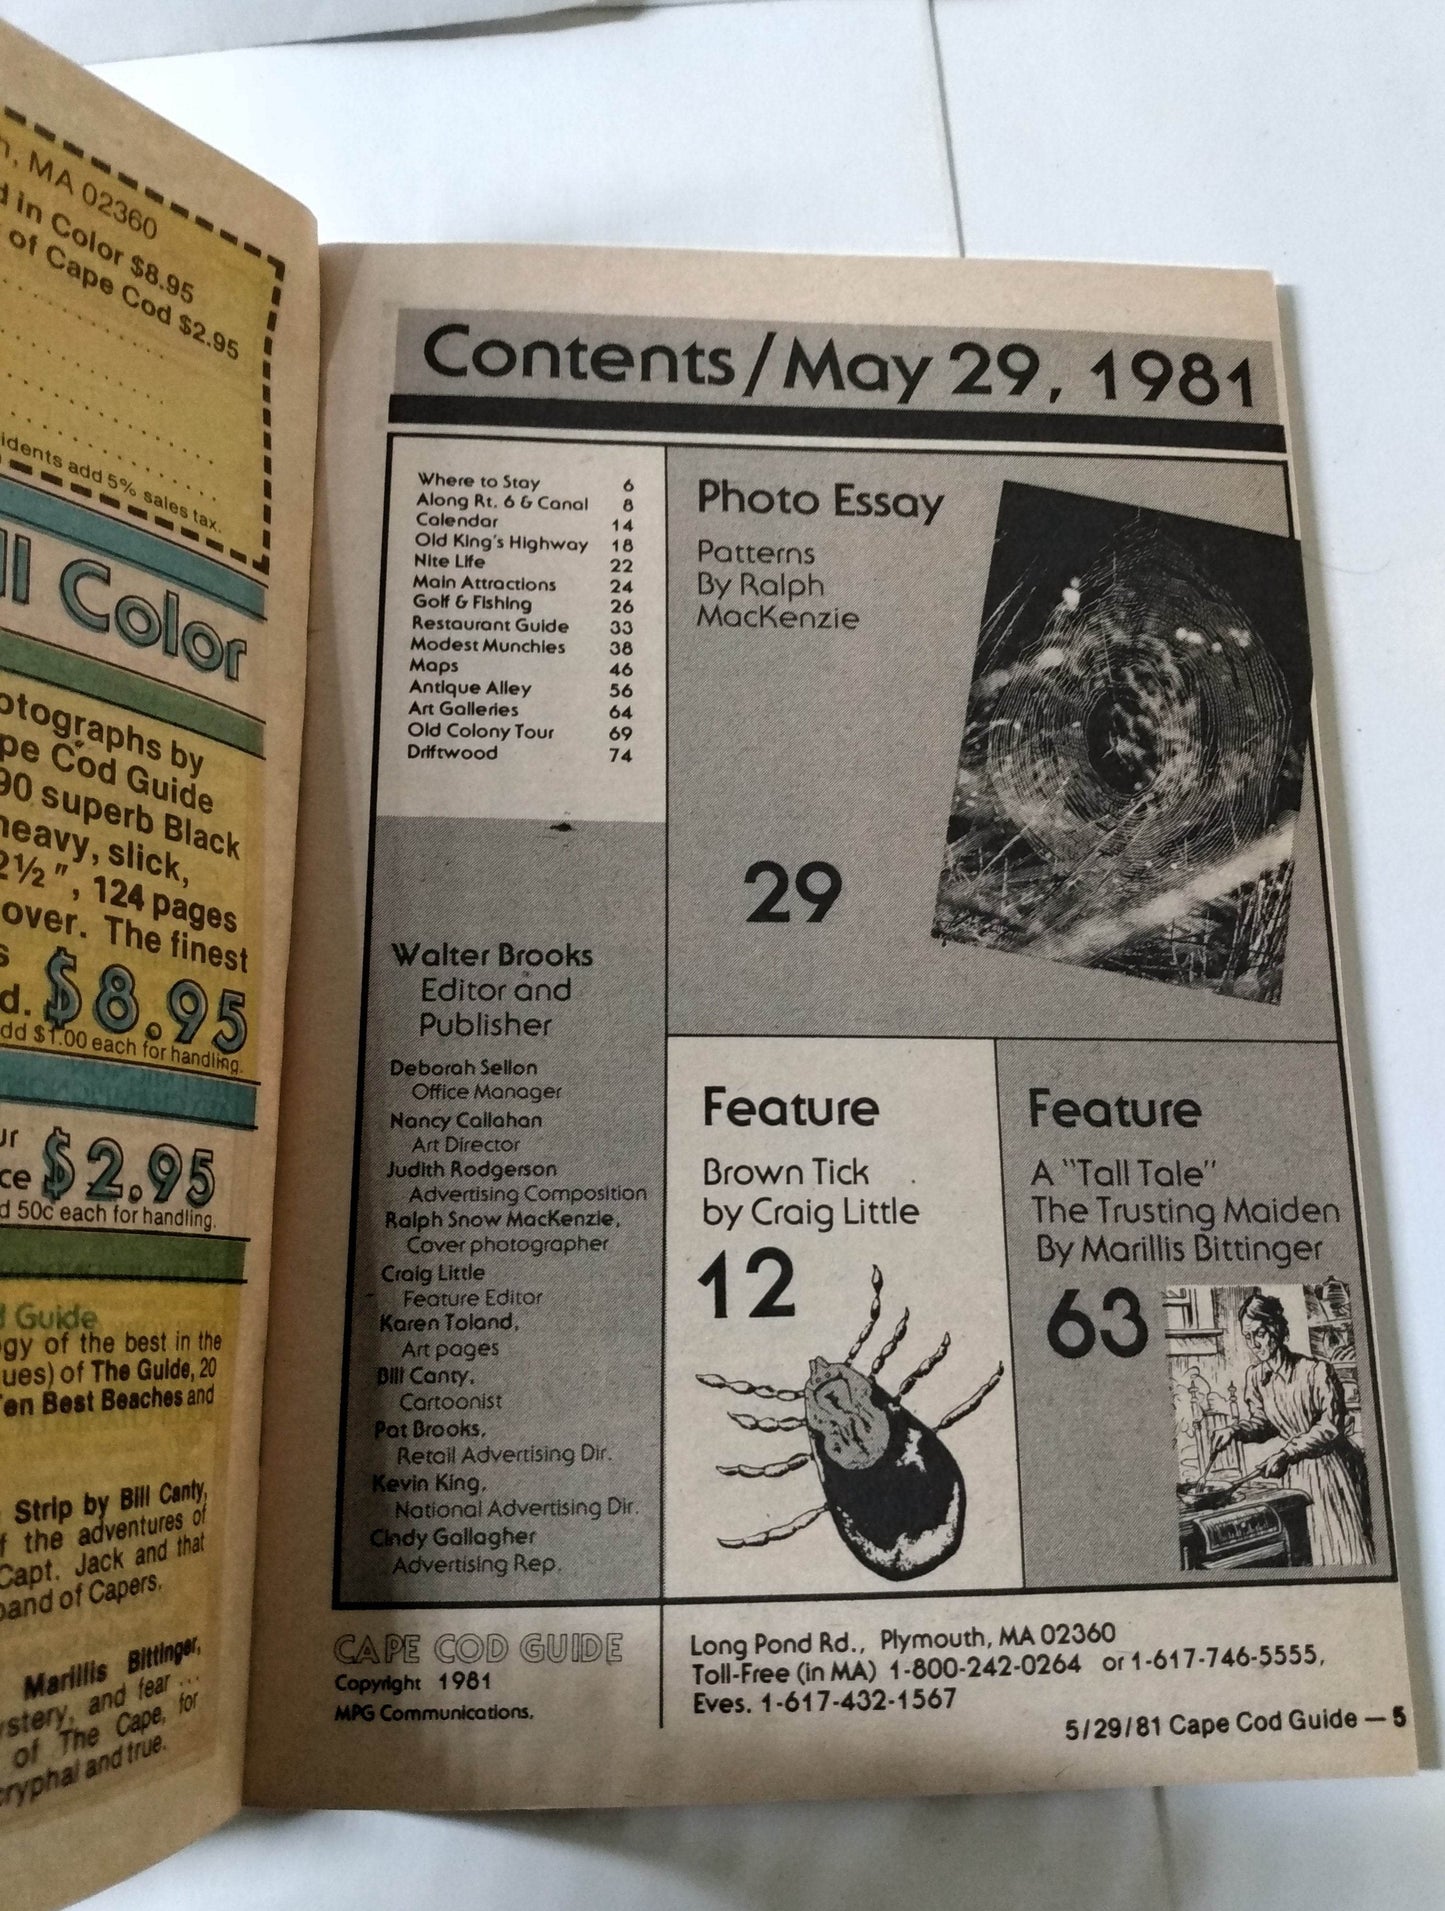 , MA 02360
in Color $8.95
of Cape Cod $2.95
idents add 5% sales tax.
ll Color
otographs by
pe Cod Guide
90 superb Black
heavy, slick,
2½", 124 pages
over. The finest
s
d. $8.95
dd $1.00 each for handling.
ur
ce $2.95
d 50c each for handling.
d Guide
gy of the best in the
ues) of The Guide, 20
Ten Best Beaches and
Strip by Bill Canty,
f the adventures of
Capt. Jack and that
band of Capers.
Marillis Bittinger,
ystery, and fear ...
of The Cape, for
cryphal and true.
Contents/May 29, 1981
Where to Stay 6
Along Rt. 6 & Canal 8
Calendar 14
Old King's Highway 18
Nite Life 22
Main Attractions 24
Golf & Fishing 26
Restaurant Guide 33
Modest Munchies 38
Maps 46
Antique Alley 56
Art Galleries 64
Old Colony Tour 69
Driftwood 74
Walter Brooks
Editor and
Publisher
Deborah Sellon
Office Manager
Nancy Callahan
Art Director
Judith Rodgerson
Advertising Composition
Ralph Snow MacKenzie,
Cover photographer
Craig Little
Feature Editor
Karen Toland,
Art pages
Bill Canty,
Cartoonist
Pat Brooks,
Retail Advertising Dir.
Kevin King,
National Advertising Dir.
Cindy Gallagher
Advertising Rep.
Photo Essay
Patterns
By Ralph
MacKenzie
29
Feature
Brown Tick
by Craig Little
12
Feature
A "Tall Tale"
The Trusting Maiden
By Marillis Bittinger
63
CAPE COD GUIDE
Copyright 1981
MPG Communications.
Long Pond Rd., Plymouth, MA 02360
Toll-Free (in MA) 1-800-242-0264 or 1-617-746-5555,
Eves. 1-617-432-1567
5/29/81 Cape Cod Guide — 5